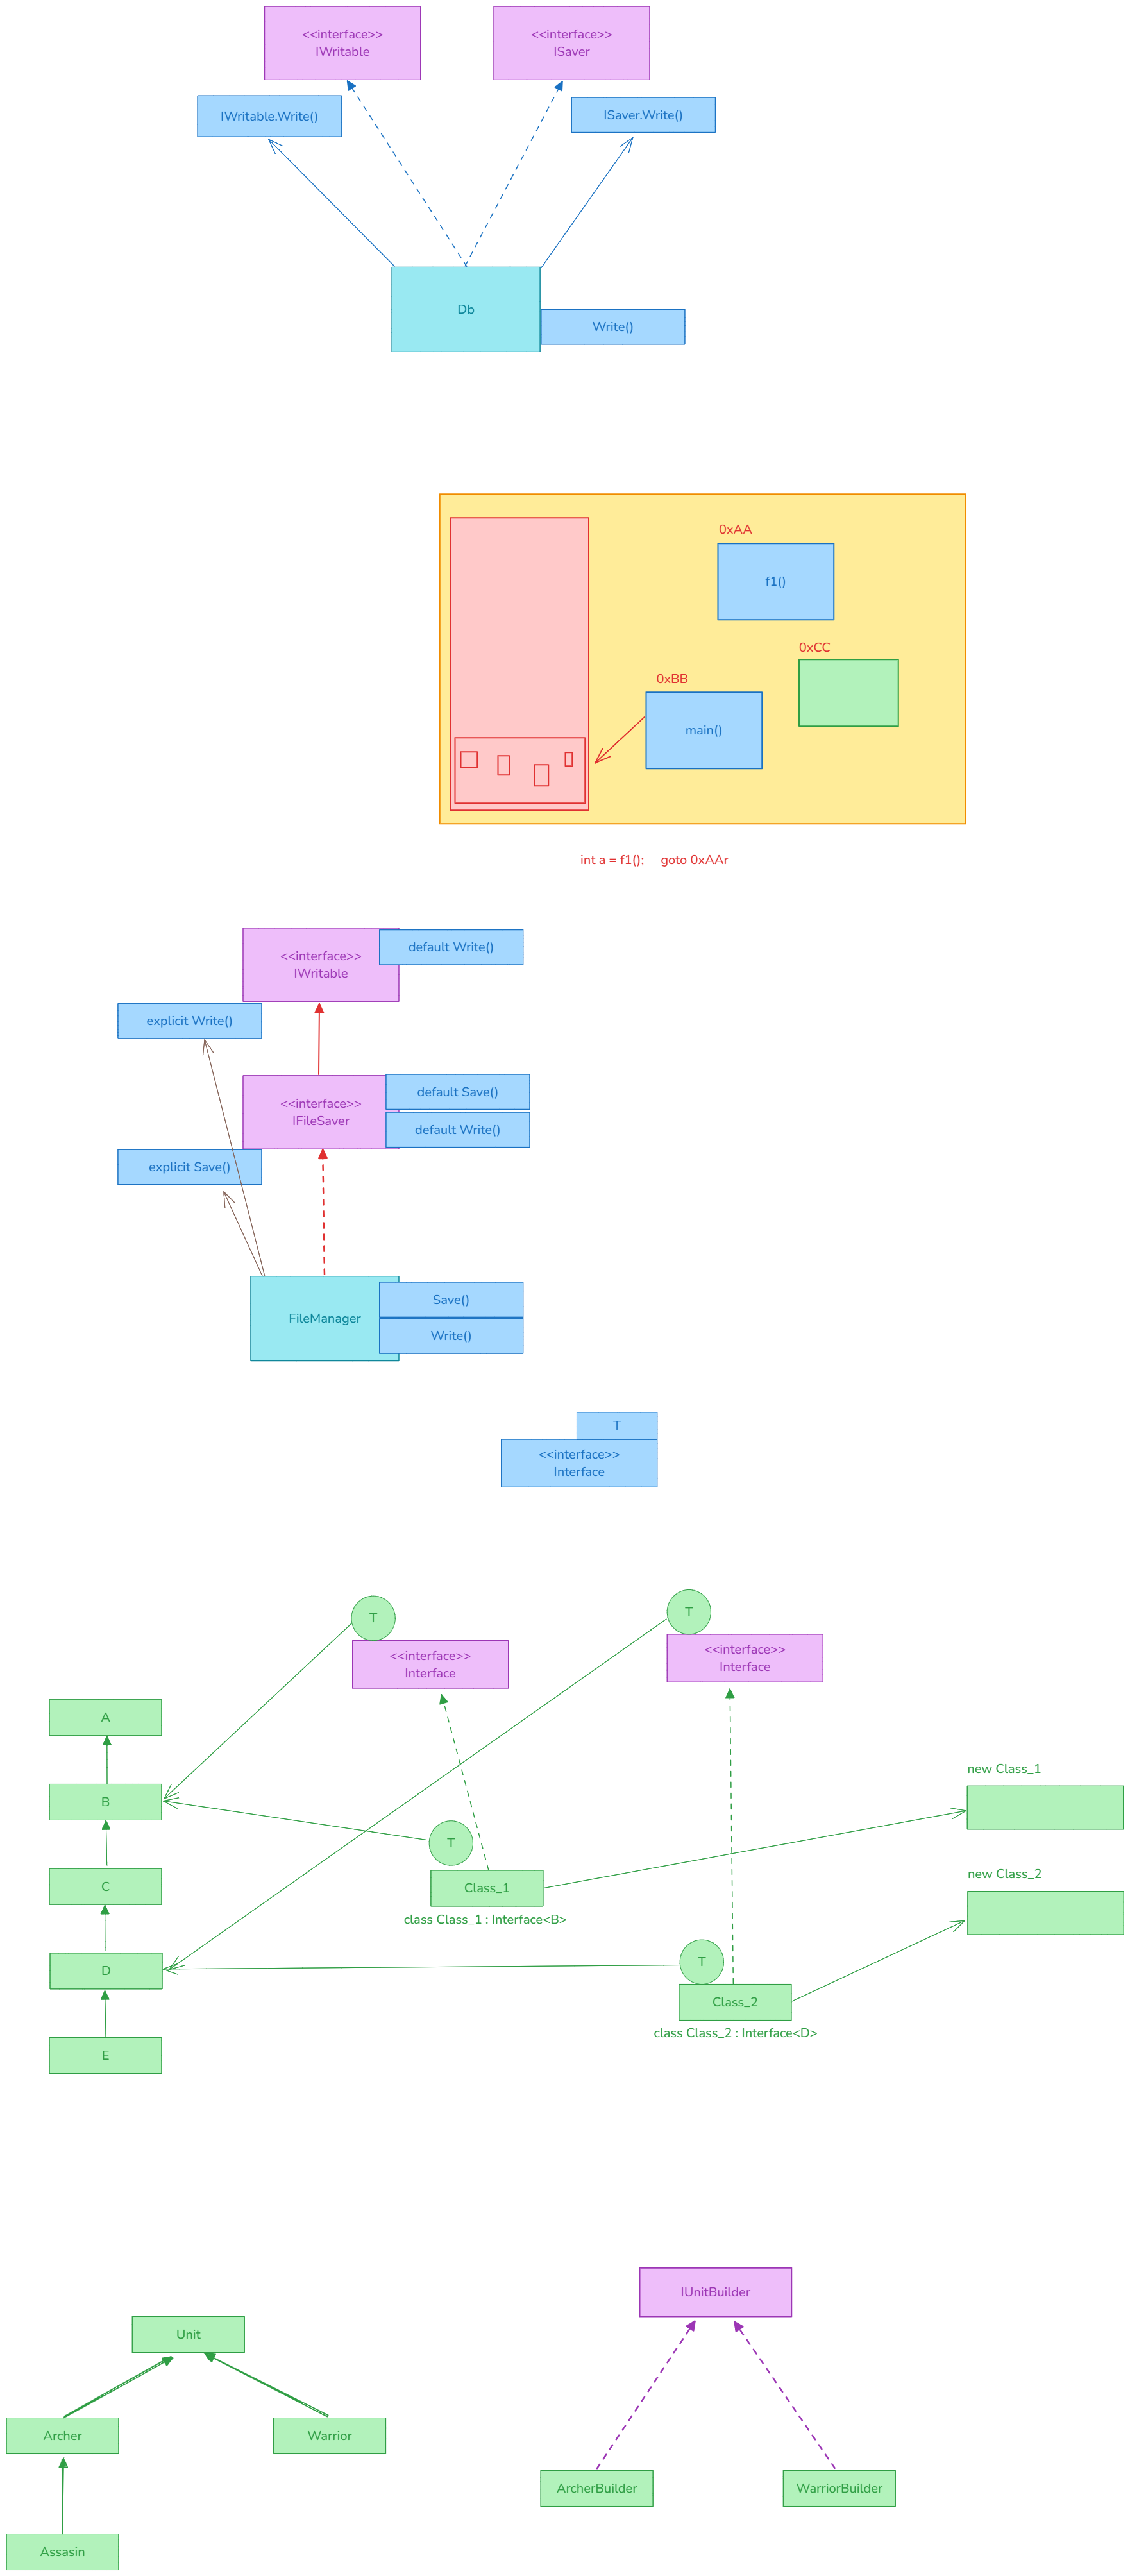 <<interface>>
IWritable
<<interface>>
ISaver
IWritable.Write()
ISaver.Write()
Db
Write()
0xAA
f1()
0xCC
0xBB
main()
int a = f1();     goto 0xAAr
<<interface>>
IWritable
default Write()
explicit Write()
<<interface>>
IFileSaver
default Save()
default Write()
explicit Save()
FileManager
Save()
Write()
T
<<interface>>
Interface
T
T
<<interface>>
Interface
<<interface>>
Interface
A
new Class_1
B
T
new Class_2
C
Class_1
class Class_1 : Interface<B>
D
T
Class_2
class Class_2 : Interface<D>
E
IUnitBuilder
Unit
Archer
Warrior
ArcherBuilder
WarriorBuilder
Assasin